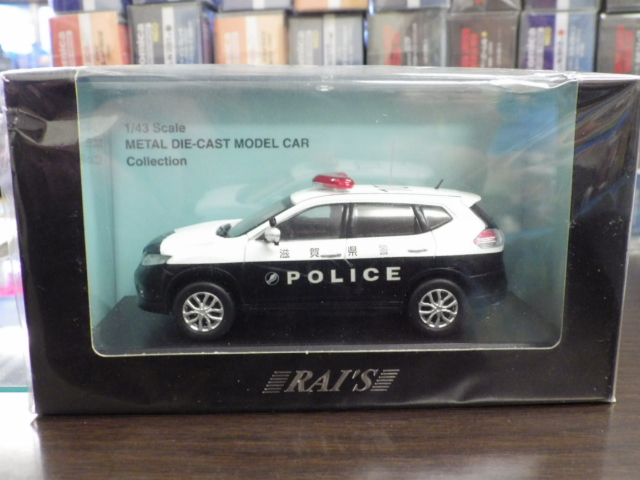 1/43 Scale
METAL DIE-CAST MODEL CAR
Collection
滋賀県警
POLICE
RAI'S